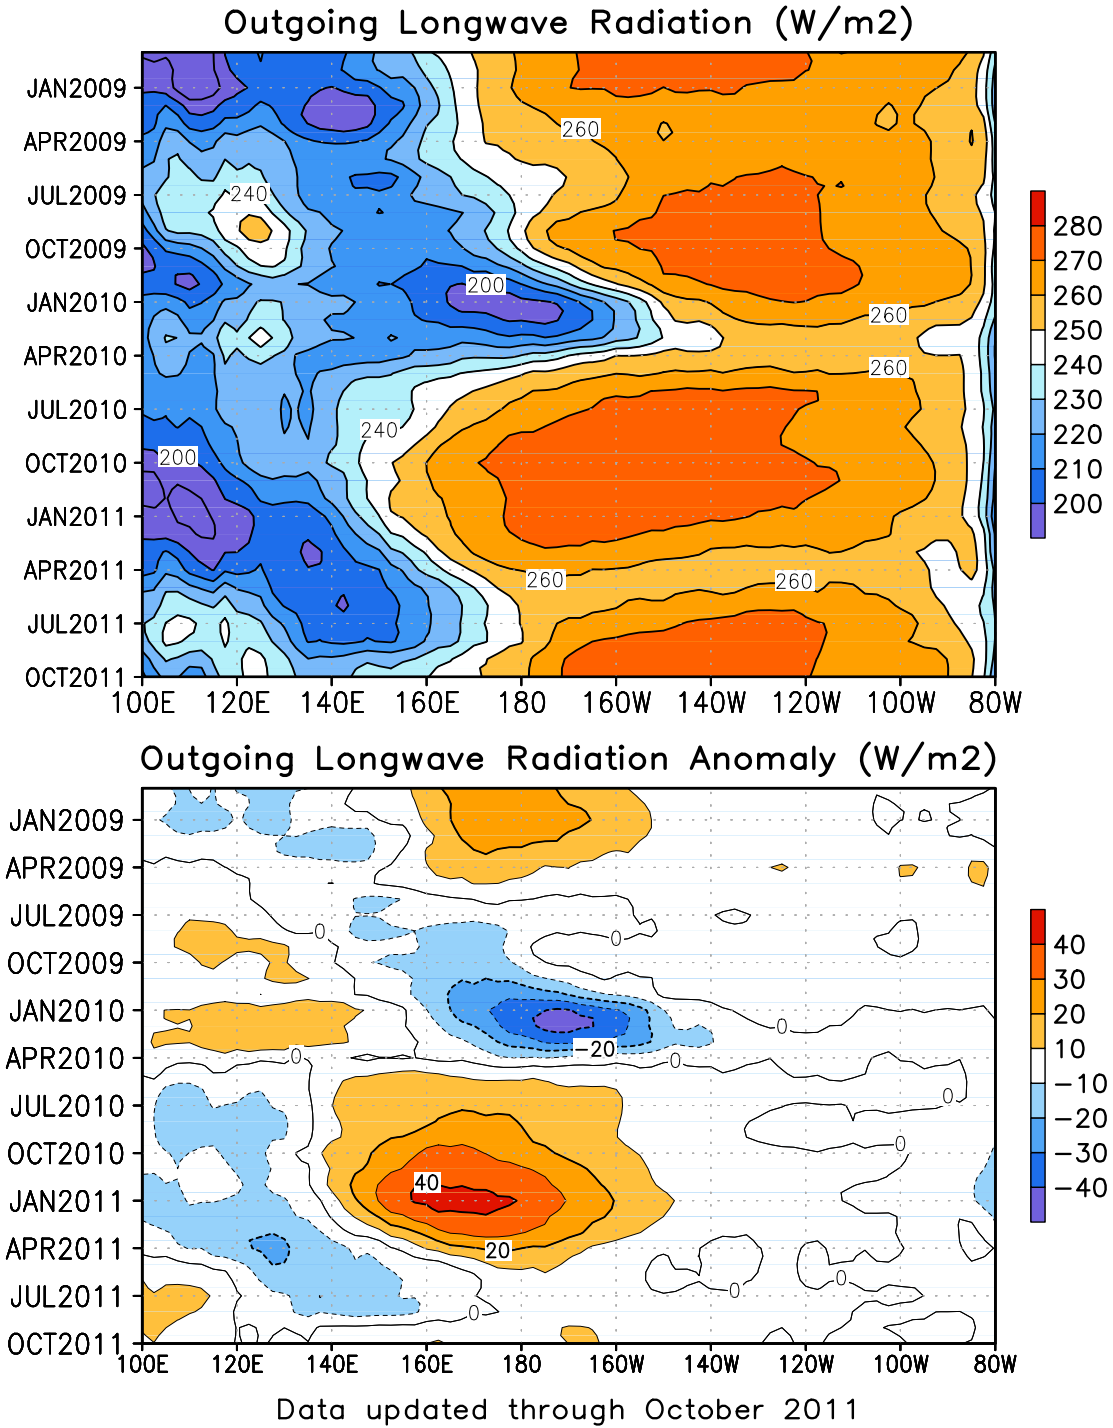 Outgoing Longwave Radiation (W/m2)
JAN2009
APR2009
JUL2009
OCT2009
JAN2010
APR2010
JUL2010
OCT2010
JAN2011
APR2011
JUL2011
OCT2011
260
240
200
260
260
240
200
260
260
100E 120E 140E 160E 180 160W 140W 120W 100W 80W
280
270
260
250
240
230
220
210
200
Outgoing Longwave Radiation Anomaly (W/m2)
JAN2009
APR2009
JUL2009
OCT2009
JAN2010
APR2010
JUL2010
OCT2010
JAN2011
APR2011
JUL2011
OCT2011
0
0
0
-20
0
0
0
0
40
20
0
0
0
100E 120E 140E 160E 180 160W 140W 120W 100W 80W
40
30
20
10
-10
-20
-30
-40
Data updated through October 2011